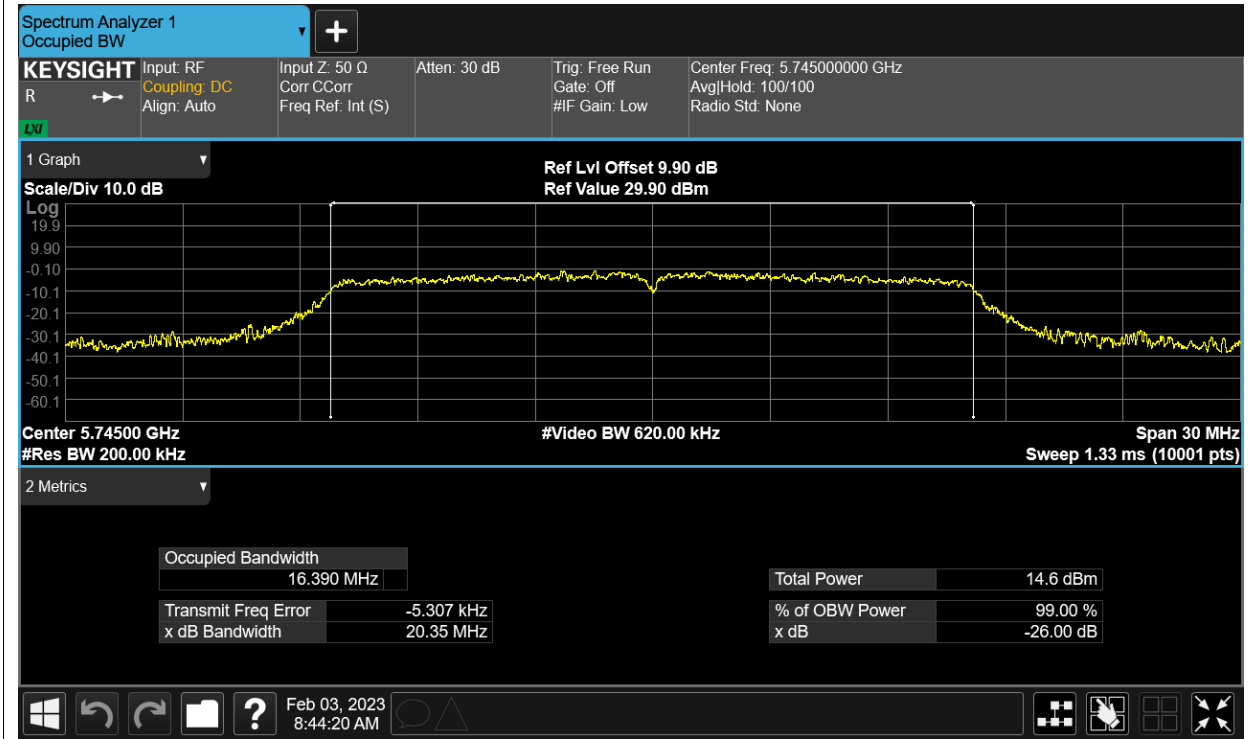 Spectrum Analyzer 1
Occupied BW
KEYSIGHT
R
LXI
Input: RF
Coupling: DC
Align: Auto
Input Z: 50 Ω
Corr CCorr
Freq Ref: Int (S)
Atten: 30 dB
Trig: Free Run
Gate: Off
#IF Gain: Low
Center Freq: 5.745000000 GHz
Avg|Hold: 100/100
Radio Std: None
1 Graph
Scale/Div 10.0 dB
Ref Lvl Offset 9.90 dB
Ref Value 29.90 dBm
Log
19.9
9.90
-0.10
-10.1
-20.1
-30.1
-40.1
-50.1
-60.1
Center 5.74500 GHz
#Video BW 620.00 kHz
Span 30 MHz
#Res BW 200.00 kHz
Sweep 1.33 ms (10001 pts)
2 Metrics
Occupied Bandwidth
16.390 MHz
Total Power 14.6 dBm
Transmit Freq Error -5.307 kHz
% of OBW Power 99.00 %
x dB Bandwidth 20.35 MHz
x dB -26.00 dB
?
Feb 03, 2023
8:44:20 AM